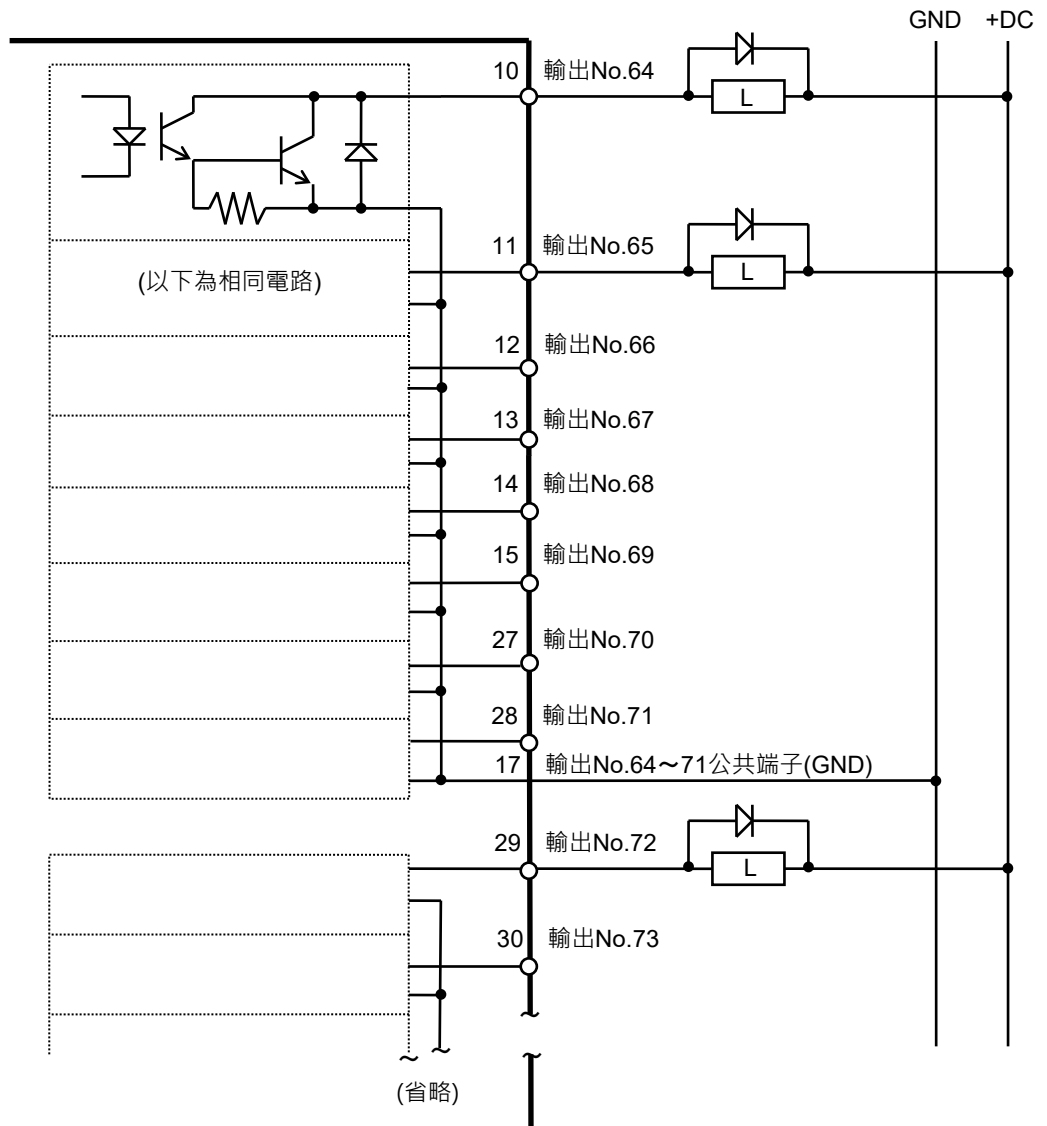 GND +DC
10 輸出No.64
L
11 輸出No.65
L
(以下為相同電路)
12 輸出No.66
13 輸出No.67
14 輸出No.68
15 輸出No.69
27 輸出No.70
28 輸出No.71
17 輸出No.64～71公共端子(GND)
29 輸出No.72
L
30 輸出No.73
(省略)